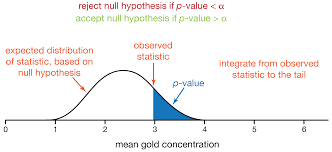 reject null hypothesis if p-value < α
accept null hypothesis if p-value > α
expected distribution
of statistic, based on
null hypothesis
observed
statistic
p-value
integrate from observed
statistic to the tail
0 1 2 3 4 5 6
mean gold concentration